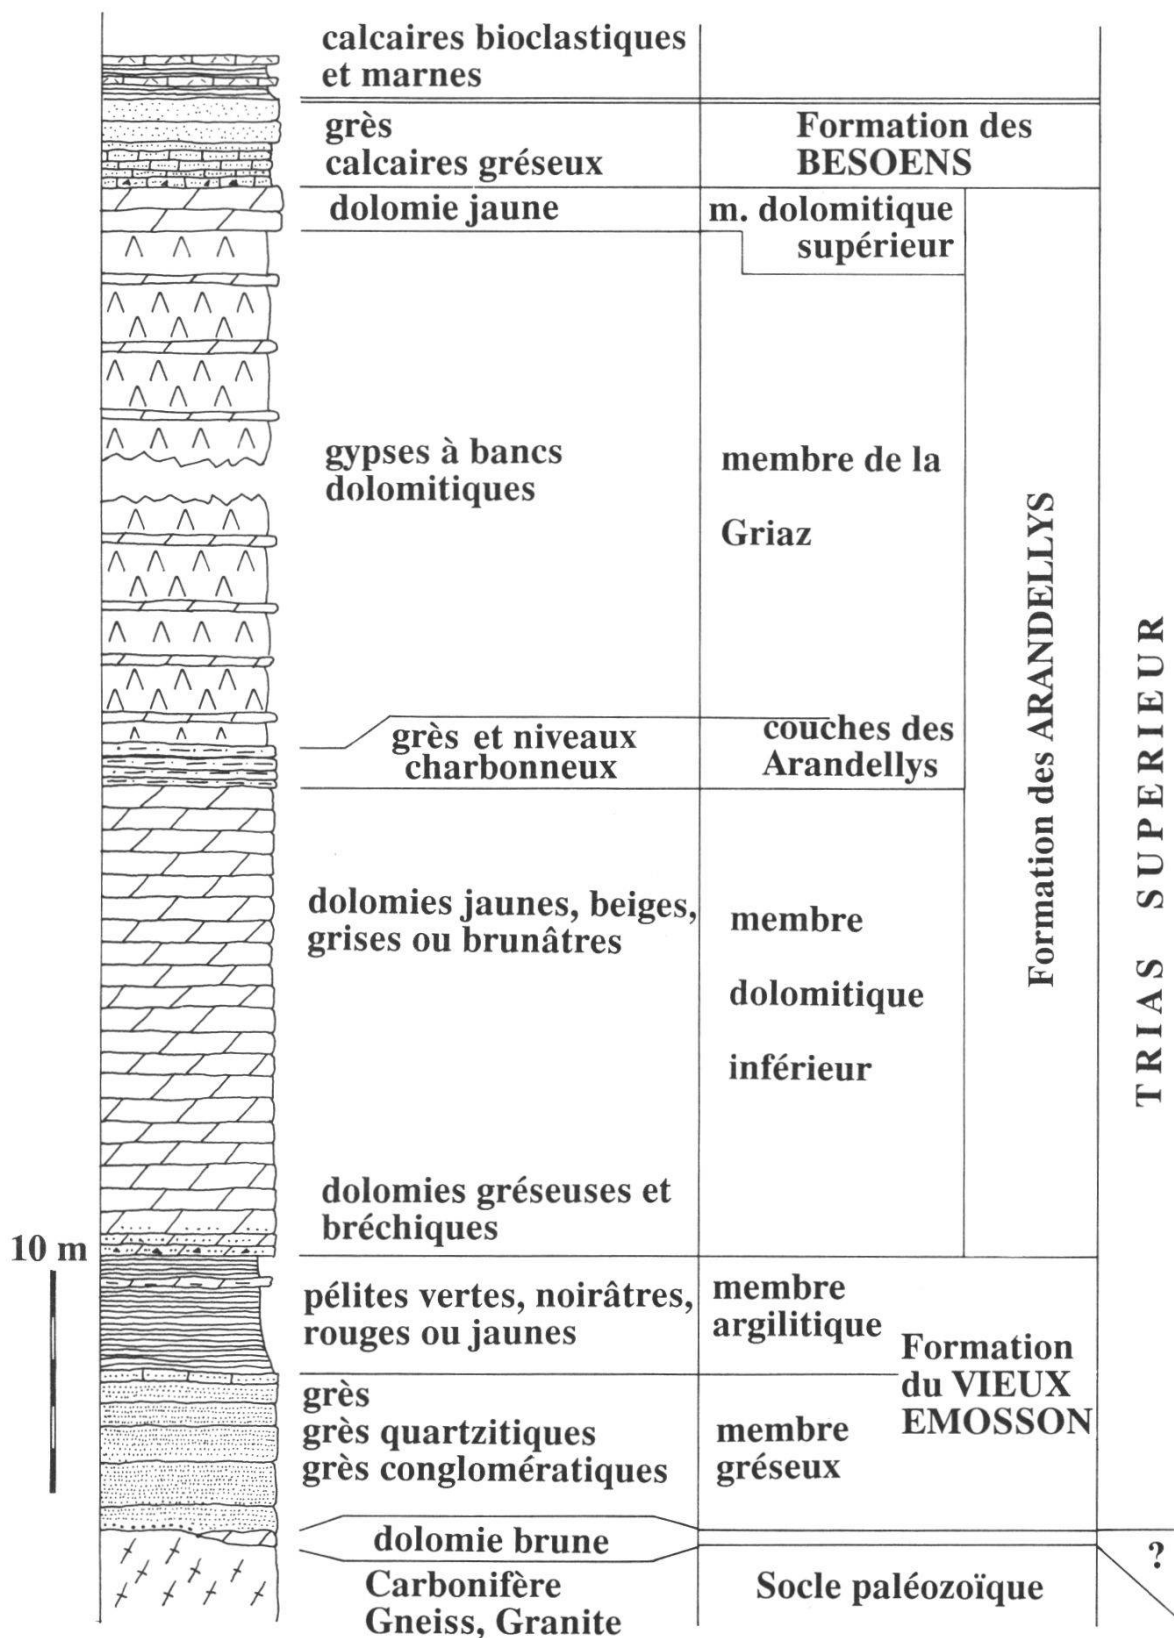 calcaires bioclastiques
et marnes
grès
calcaires gréseux
Formation des
BESOENS
dolomie jaune
m. dolomitique
supérieur
gypses à bancs
dolomitiques
membre de la
Griaz
grès et niveaux
charbonneux
couches des
Arandellys
dolomies jaunes, beiges,
grises ou brunâtres
membre
dolomitique
inférieur
dolomies gréseuses et
bréchiques
Formation des ARANDELLYS
TRIAS SUPERIEUR
10 m
pélites vertes, noirâtres,
rouges ou jaunes
membre
argilitique
Formation
du VIEUX
EMOSSON
grès
grès quartzitiques
grès conglomératiques
membre
gréseux
dolomie brune
?
Carbonifère
Gneiss, Granite
Socle paléozoïque